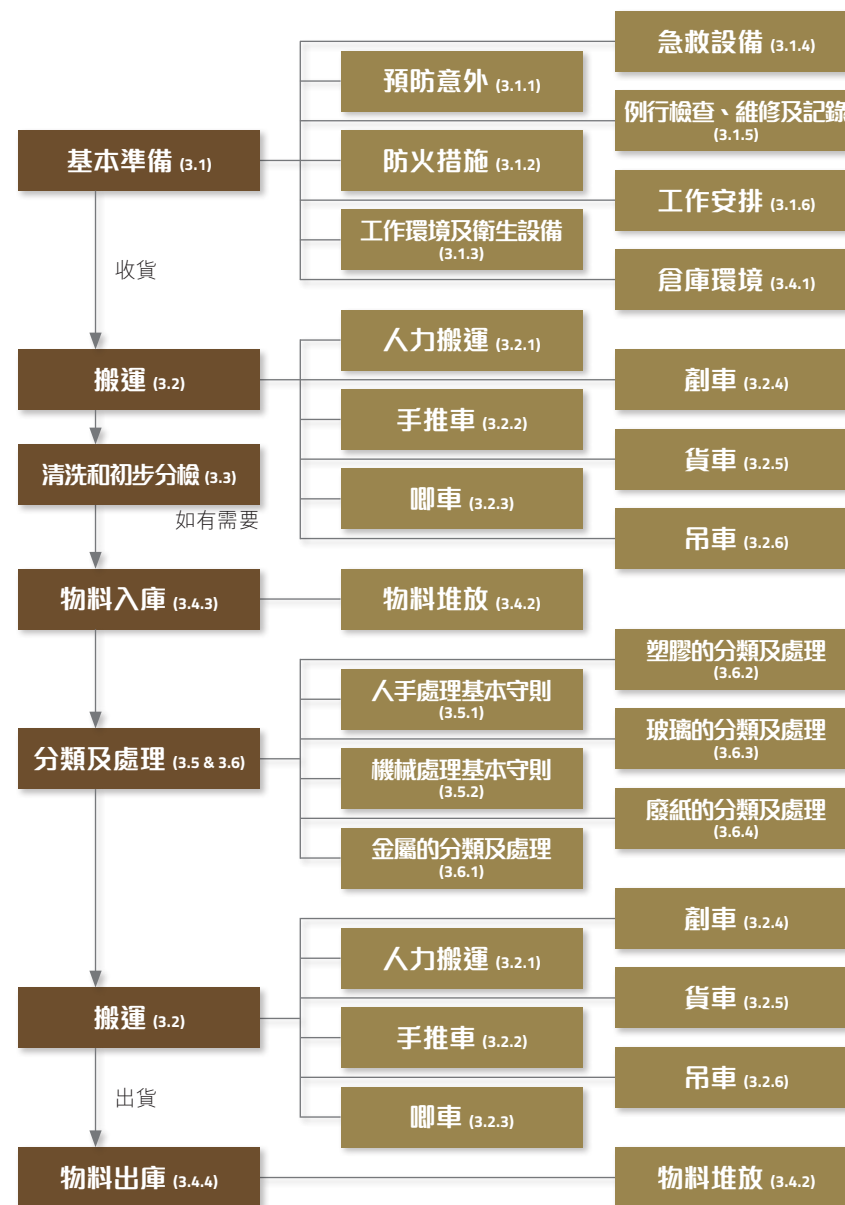 急救設備 (3.1.4)
預防意外 (3.1.1)
例行檢查、維修及記錄
(3.1.5)
基本準備 (3.1)
防火措施 (3.1.2)
工作安排 (3.1.6)
工作環境及衞生設備
(3.1.3)
收貨
倉庫環境 (3.4.1)
人力搬運 (3.2.1)
搬運 (3.2)
剷車 (3.2.4)
手推車 (3.2.2)
清洗和初步分檢 (3.3)
貨車 (3.2.5)
唧車 (3.2.3)
如有需要
吊車 (3.2.6)
物料入庫 (3.4.3)
物料堆放 (3.4.2)
塑膠的分類及處理
(3.6.2)
人手處理基本守則
(3.5.1)
玻璃的分類及處理
(3.6.3)
分類及處理 (3.5 & 3.6)
機械處理基本守則
(3.5.2)
廢紙的分類及處理
(3.6.4)
金屬的分類及處理
(3.6.1)
剷車 (3.2.4)
人力搬運 (3.2.1)
貨車 (3.2.5)
搬運 (3.2)
手推車 (3.2.2)
吊車 (3.2.6)
出貨
唧車 (3.2.3)
物料出庫 (3.4.4)
物料堆放 (3.4.2)